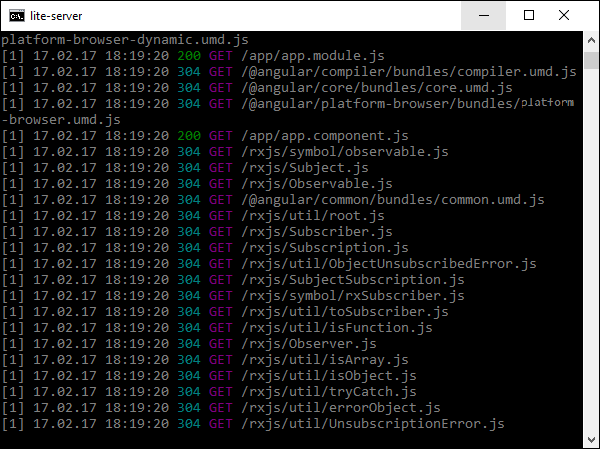 lite-server
platform-browser-dynamic.umd.js
[1] 17.02.17 18:19:20 200 GET /app/app.module.js
[1] 17.02.17 18:19:20 304 GET /@angular/compiler/bundles/compiler.umd.js
[1] 17.02.17 18:19:20 304 GET /@angular/core/bundles/core.umd.js
[1] 17.02.17 18:19:20 304 GET /@angular/platform-browser/bundles/platform
-browser.umd.js
[1] 17.02.17 18:19:20 200 GET /app/app.component.js
[1] 17.02.17 18:19:20 304 GET /rxjs/symbol/observable.js
[1] 17.02.17 18:19:20 304 GET /rxjs/Subject.js
[1] 17.02.17 18:19:20 304 GET /rxjs/Observable.js
[1] 17.02.17 18:19:20 304 GET /@angular/common/bundles/common.umd.js
[1] 17.02.17 18:19:20 304 GET /rxjs/util/root.js
[1] 17.02.17 18:19:20 304 GET /rxjs/Subscriber.js
[1] 17.02.17 18:19:20 304 GET /rxjs/Subscription.js
[1] 17.02.17 18:19:20 304 GET /rxjs/util/ObjectUnsubscribedError.js
[1] 17.02.17 18:19:20 304 GET /rxjs/SubjectSubscription.js
[1] 17.02.17 18:19:20 304 GET /rxjs/symbol/rxSubscriber.js
[1] 17.02.17 18:19:20 304 GET /rxjs/util/toSubscriber.js
[1] 17.02.17 18:19:20 304 GET /rxjs/util/isFunction.js
[1] 17.02.17 18:19:20 304 GET /rxjs/Observer.js
[1] 17.02.17 18:19:20 304 GET /rxjs/util/isArray.js
[1] 17.02.17 18:19:20 304 GET /rxjs/util/isObject.js
[1] 17.02.17 18:19:20 304 GET /rxjs/util/tryCatch.js
[1] 17.02.17 18:19:20 304 GET /rxjs/util/errorObject.js
[1] 17.02.17 18:19:20 304 GET /rxjs/util/UnsubscriptionError.js